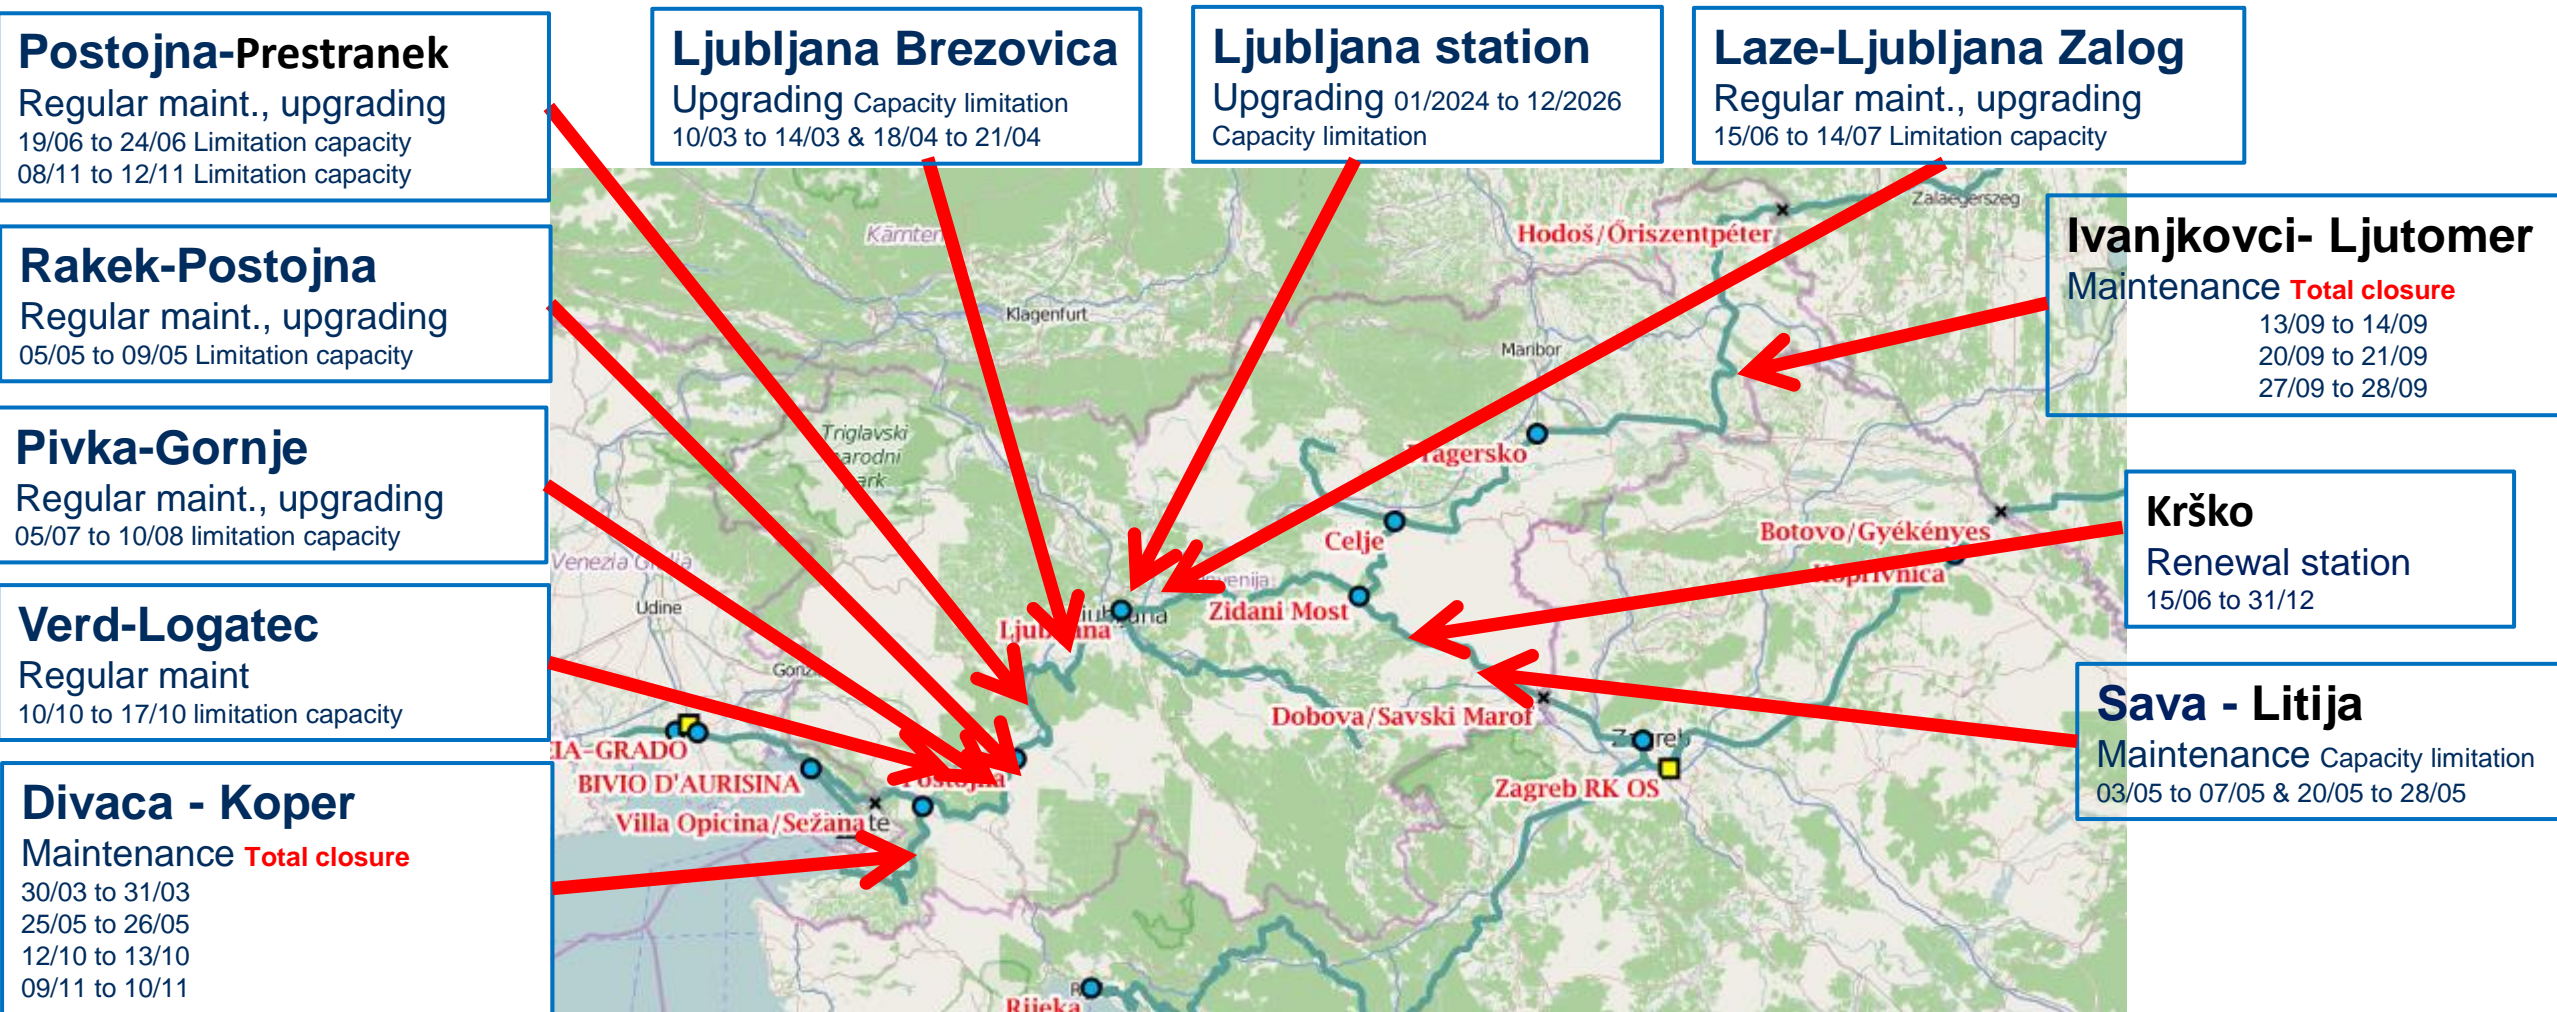 Postojna-Prestranek
Regular maint., upgrading
19/06 to 24/06 Limitation capacity
08/11 to 12/11 Limitation capacity
Ljubljana Brezovica
Upgrading Capacity limitation
10/03 to 14/03 & 18/04 to 21/04
Ljubljana station
Upgrading 01/2024 to 12/2026
Capacity limitation
Laze-Ljubljana Zalog
Regular maint., upgrading
15/06 to 14/07 Limitation capacity
Rakek-Postojna
Regular maint., upgrading
05/05 to 09/05 Limitation capacity
Ivanjkovci- Ljutomer
Maintenance Total closure
13/09 to 14/09
20/09 to 21/09
27/09 to 28/09
Pivka-Gornje
Regular maint., upgrading
05/07 to 10/08 limitation capacity
Krško
Renewal station
15/06 to 31/12
Verd-Logatec
Regular maint
10/10 to 17/10 limitation capacity
Sava - Litija
Maintenance Capacity limitation
03/05 to 07/05 & 20/05 to 28/05
Divaca - Koper
Maintenance Total closure
30/03 to 31/03
25/05 to 26/05
12/10 to 13/10
09/11 to 10/11
Zalaegerszeg
Kärnten
Hodoš/Őriszentpéter
Klagenfurt
Maribor
Triglavski
narodni
park
Pragersko
Celje
Botovo/Gyékényes
Koprivnica
Venezia Giulia
Udine
Zidani Most
Ljubljana
Ljubljana
Dobova/Savski Marof
Zagreb
Zagreb RK OS
BIVIO D'AURISINA
Postojna
Villa Opicina/Sežana
Rijeka